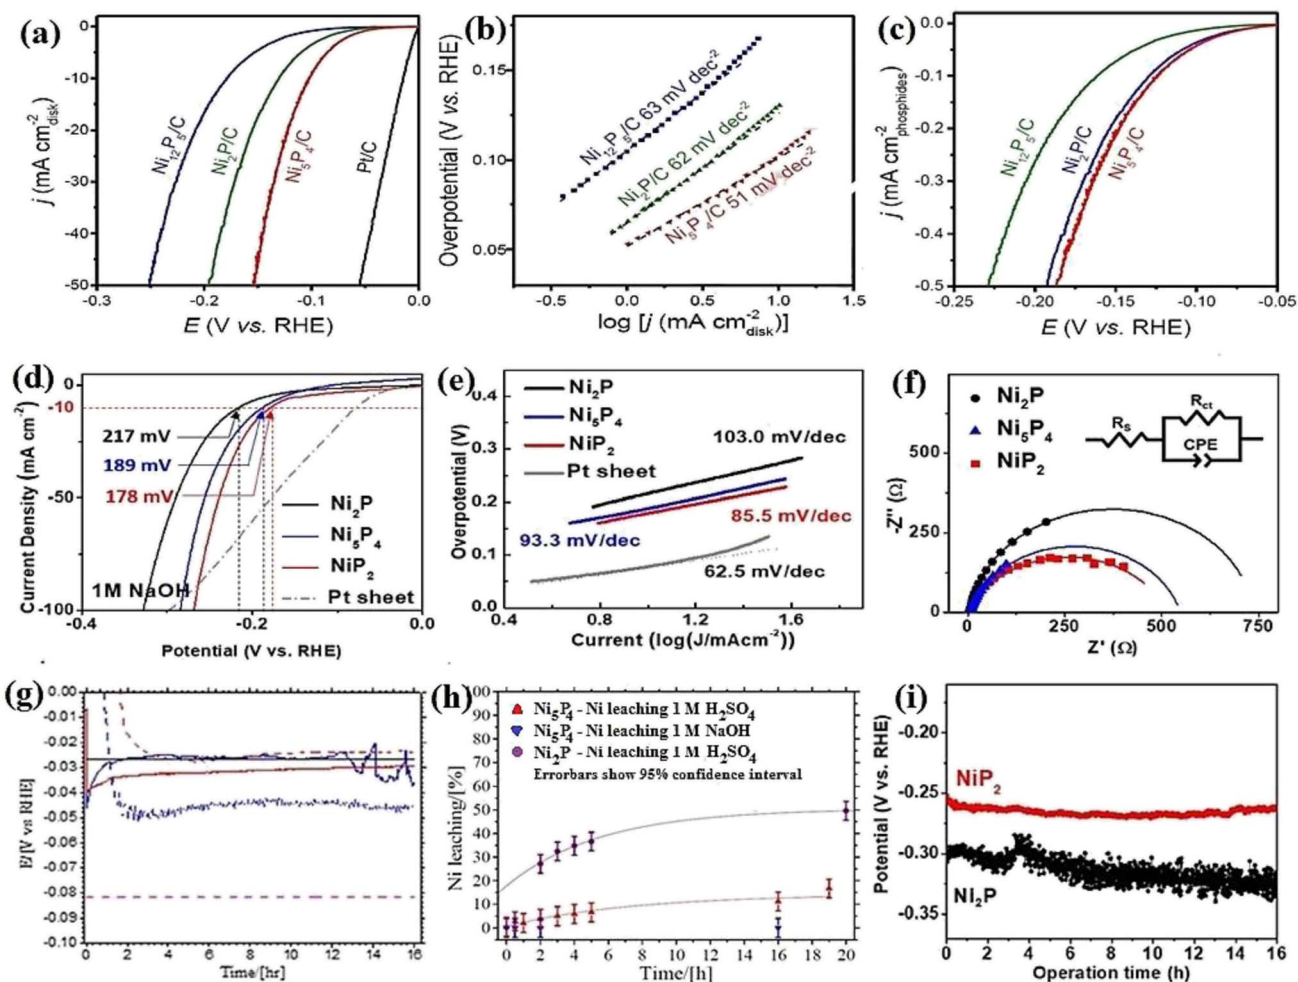 (a)
0
-10
-20
-30
-40
-50
j (mA cm⁻²disk)
Ni₁₂P₅/C
Ni₂P/C
Ni₅P₄/C
Pt/C
-0.3 -0.2 -0.1 0.0
E (V vs. RHE)
(b)
0.15
0.10
0.05
Overpotential (V vs. RHE)
Ni₁₂P₅/C 63 mV dec⁻²
Ni₂P/C 62 mV dec⁻²
Ni₅P₄/C 51 mV dec⁻²
-0.5 0.0 0.5 1.0 1.5
log [j (mA cm⁻²disk)]
(c)
0.0
-0.1
-0.2
-0.3
-0.4
-0.5
j (mA cm⁻²phosphides)
Ni₁₂P₅/C
Ni₂P/C
Ni₅P₄/C
-0.25 -0.20 -0.15 -0.10 -0.05
E (V vs. RHE)
(d)
0
-10
-50
-100
Current Density (mA cm⁻²)
217 mV
189 mV
178 mV
Ni₂P
Ni₅P₄
NiP₂
Pt sheet
1M NaOH
-0.4 -0.2 0.0
Potential (V vs. RHE)
(e)
0.4
0.3
0.2
0.1
0.0
Overpotential (V)
Ni₂P
Ni₅P₄
NiP₂
Pt sheet
103.0 mV/dec
85.5 mV/dec
93.3 mV/dec
62.5 mV/dec
0.4 0.8 1.2 1.6
Current (log(J/mAcm⁻²))
(f)
500
250
0
-Z'' (Ω)
Ni₂P
Ni₅P₄
NiP₂
Rs
Rct
CPE
0 250 500 750
Z' (Ω)
(g)
0.00
-0.01
-0.02
-0.03
-0.04
-0.05
-0.06
-0.07
-0.08
-0.09
-0.10
E/[V vs RHE]
0 2 4 6 8 10 12 14 16
Time/[hr]
(h)
100
90
80
70
60
50
40
30
20
10
0
Ni leaching/[%]
Ni₅P₄ - Ni leaching 1 M H₂SO₄
Ni₅P₄ - Ni leaching 1 M NaOH
Ni₂P - Ni leaching 1 M H₂SO₄
Errorbars show 95% confidence interval
0 2 4 6 8 10 12 14 16 18 20
Time/[h]
(i)
-0.20
-0.25
-0.30
-0.35
Potential (V vs. RHE)
NiP₂
Ni₂P
0 2 4 6 8 10 12 14 16
Operation time (h)